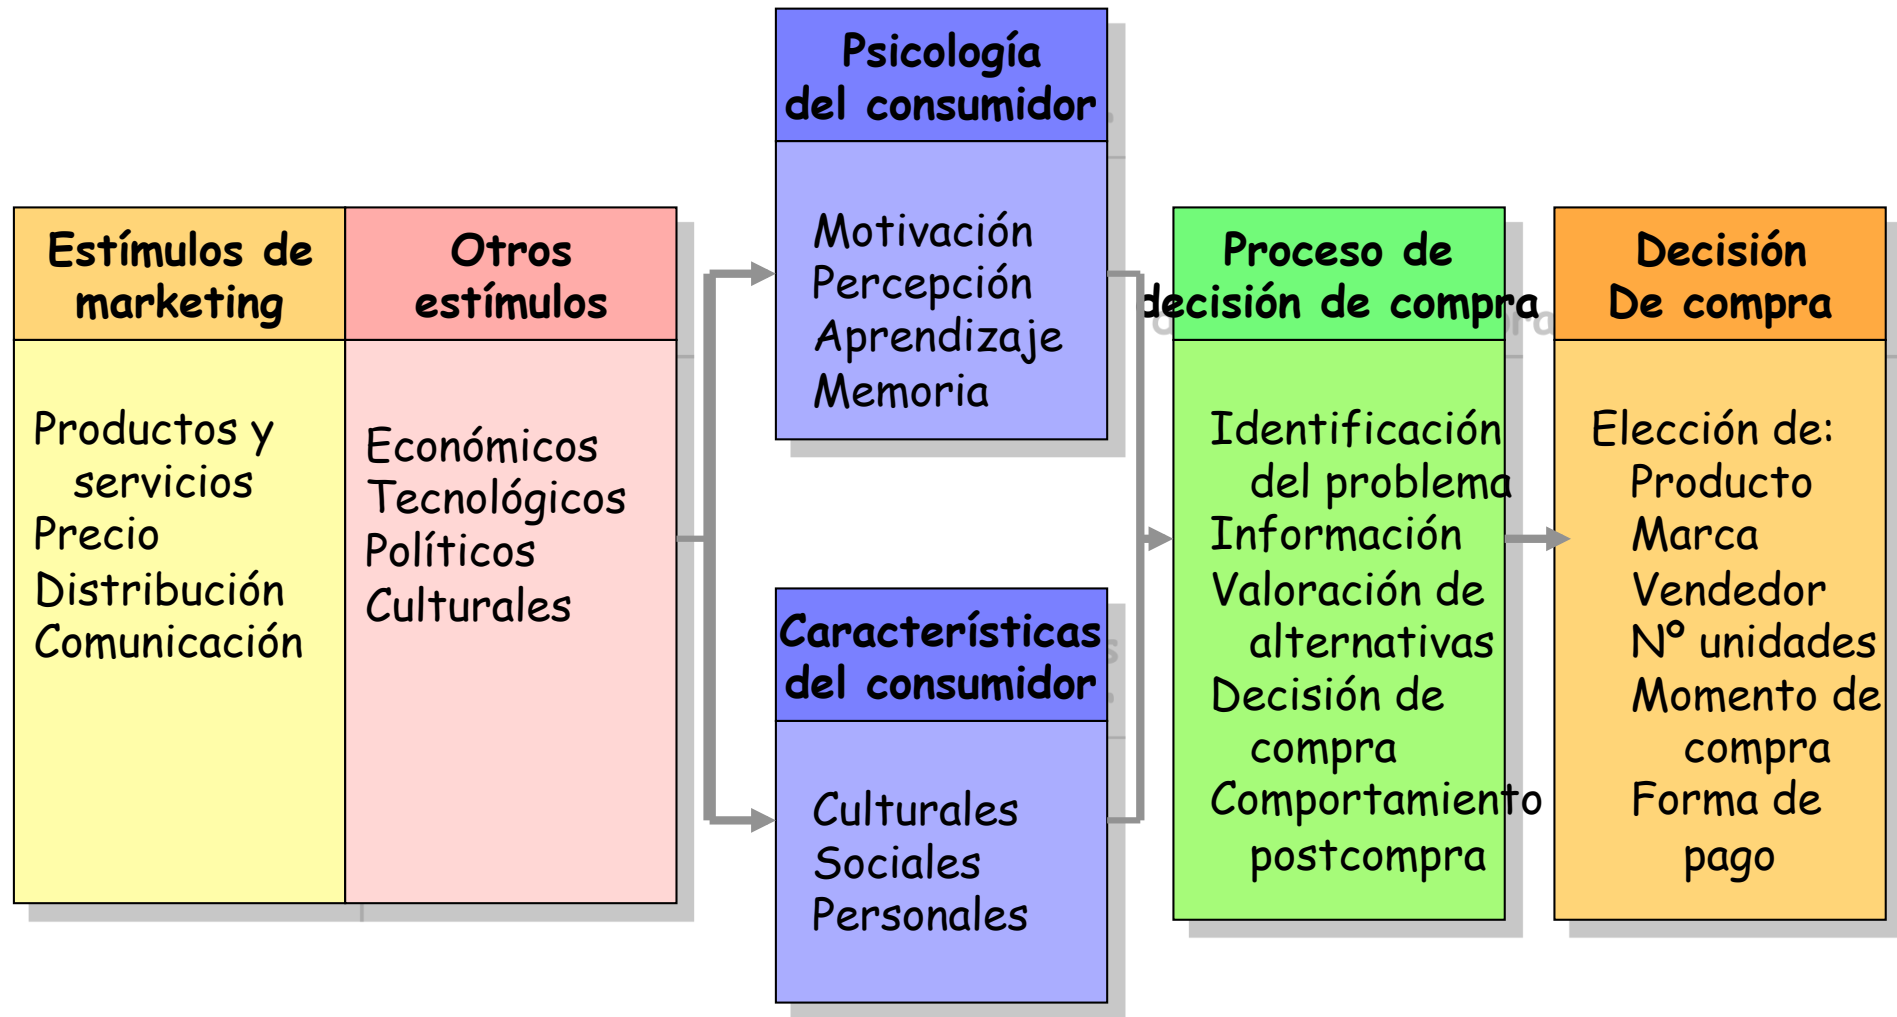 Estímulos de
marketing
Productos y
servicios
Precio
Distribución
Comunicación
Otros
estímulos
Económicos
Tecnológicos
Políticos
Culturales
Psicología
del consumidor
Motivación
Percepción
Aprendizaje
Memoria
Características
del consumidor
Culturales
Sociales
Personales
Proceso de
decisión de compra
Identificación
del problema
Información
Valoración de
alternativas
Decisión de
compra
Comportamiento
postcompra
Decisión
De compra
Elección de:
Producto
Marca
Vendedor
Nº unidades
Momento de
compra
Forma de
pago